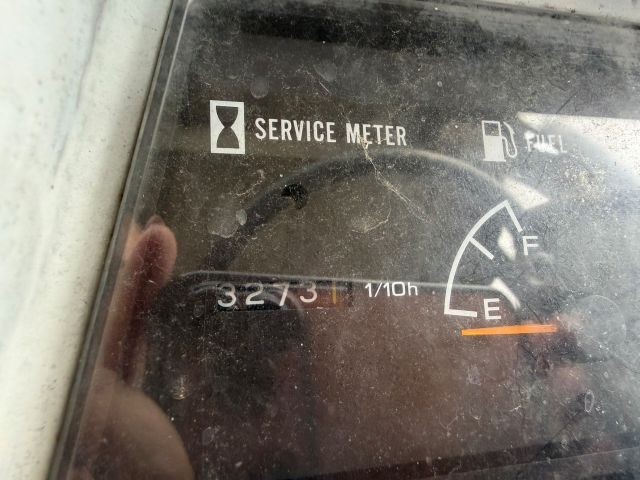 SERVICE METER
FUEL
F
32731 1/10h
E